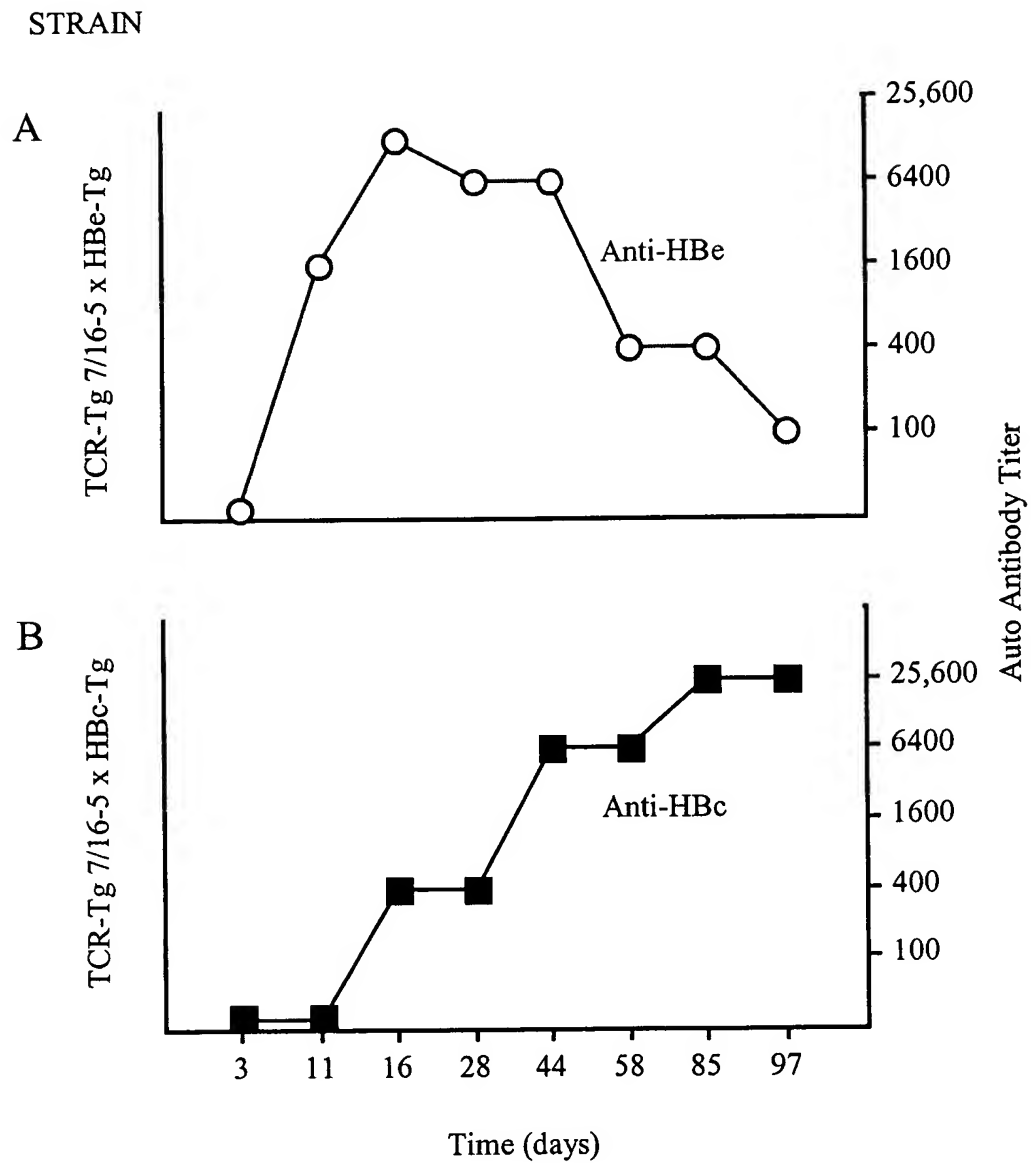 STRAIN
A
TCR-Tg 7/16-5 x HBe-Tg
Anti-HBe
25,600
6400
1600
400
100
Auto Antibody Titer
B
TCR-Tg 7/16-5 x HBc-Tg
Anti-HBc
25,600
6400
1600
400
100
3 11 16 28 44 58 85 97
Time (days)